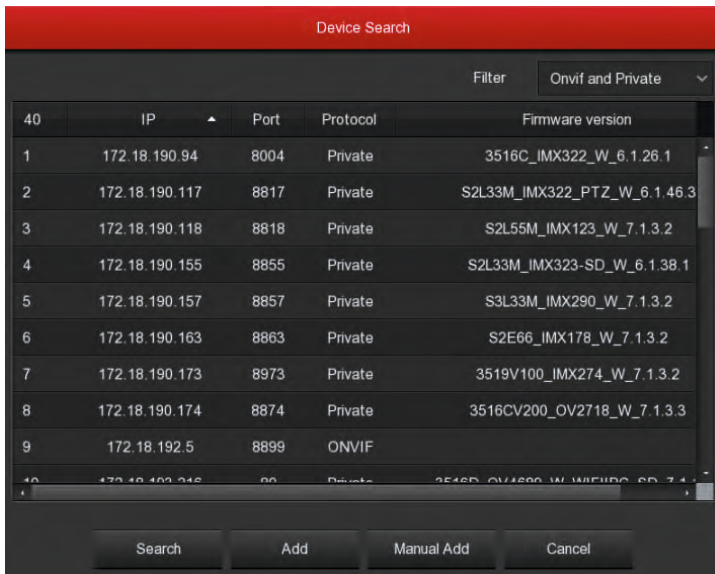 Device Search
Filter Onvif and Private
40 IP Port Protocol Firmware version
1 172.18.190.94 8004 Private 3516C_IMX322_W_6.1.26.1
2 172.18.190.117 8817 Private S2L33M_IMX322_PTZ_W_6.1.46.3
3 172.18.190.118 8818 Private S2L55M_IMX123_W_7.1.3.2
4 172.18.190.155 8855 Private S2L33M_IMX323-SD_W_6.1.38.1
5 172.18.190.157 8857 Private S3L33M_IMX290_W_7.1.3.2
6 172.18.190.163 8863 Private S2E66_IMX178_W_7.1.3.2
7 172.18.190.173 8973 Private 3519V100_IMX274_W_7.1.3.2
8 172.18.190.174 8874 Private 3516CV200_OV2718_W_7.1.3.3
9 172.18.192.5 8899 ONVIF
10 Private
Search Add Manual Add Cancel